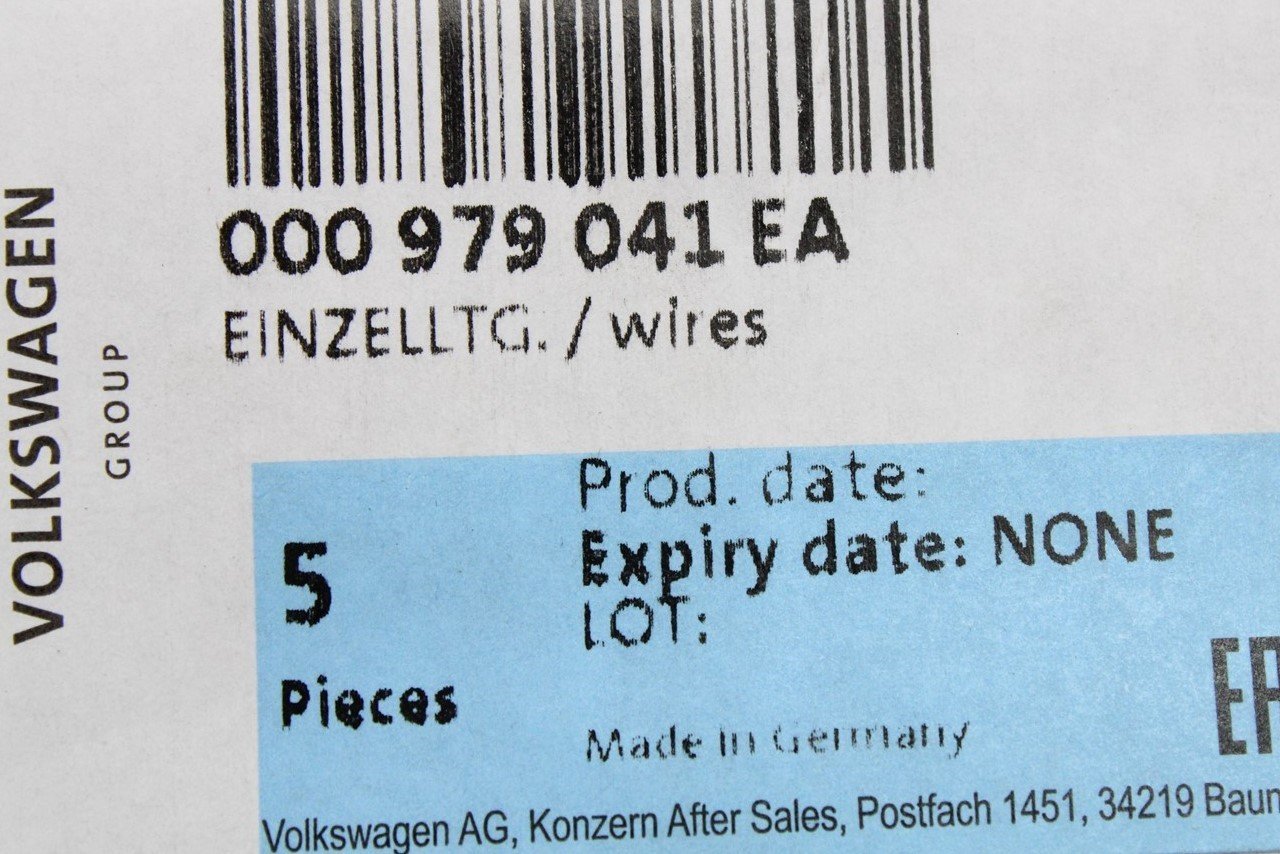 VOLKSWAGEN
GROUP
000 979 041 EA
EINZELLTG. / wires
5
Pieces
Prod. date:
Expiry date: NONE
LOT:
Made in Germany
Volkswagen AG, Konzern After Sales, Postfach 1451, 34219 Baun